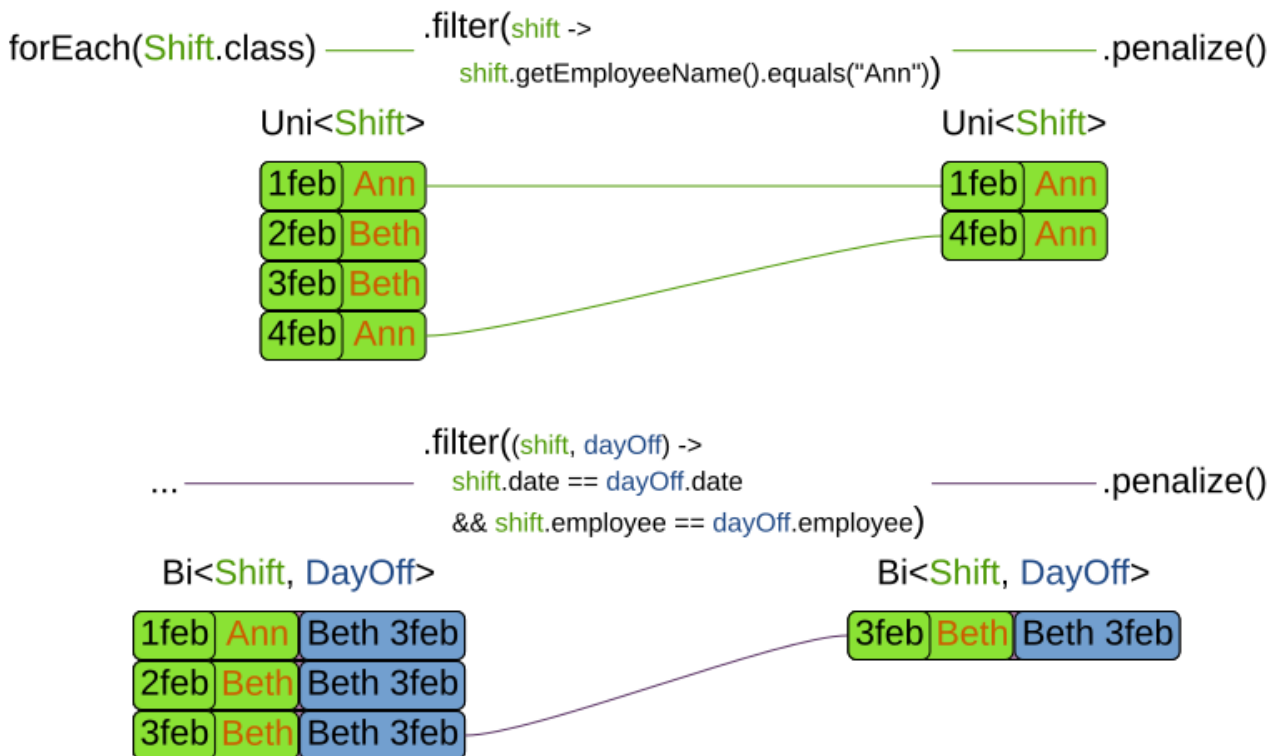 forEach(Shift.class)
.filter(shift ->
shift.getEmployeeName().equals("Ann"))
.penalize()
Uni<Shift>
Uni<Shift>
1feb Ann
1feb Ann
2feb Beth
4feb Ann
3feb Beth
4feb Ann
...
.filter((shift, dayOff) ->
shift.date == dayOff.date
&& shift.employee == dayOff.employee)
.penalize()
Bi<Shift, DayOff>
Bi<Shift, DayOff>
1feb Ann Beth 3feb
3feb Beth Beth 3feb
2feb Beth Beth 3feb
3feb Beth Beth 3feb